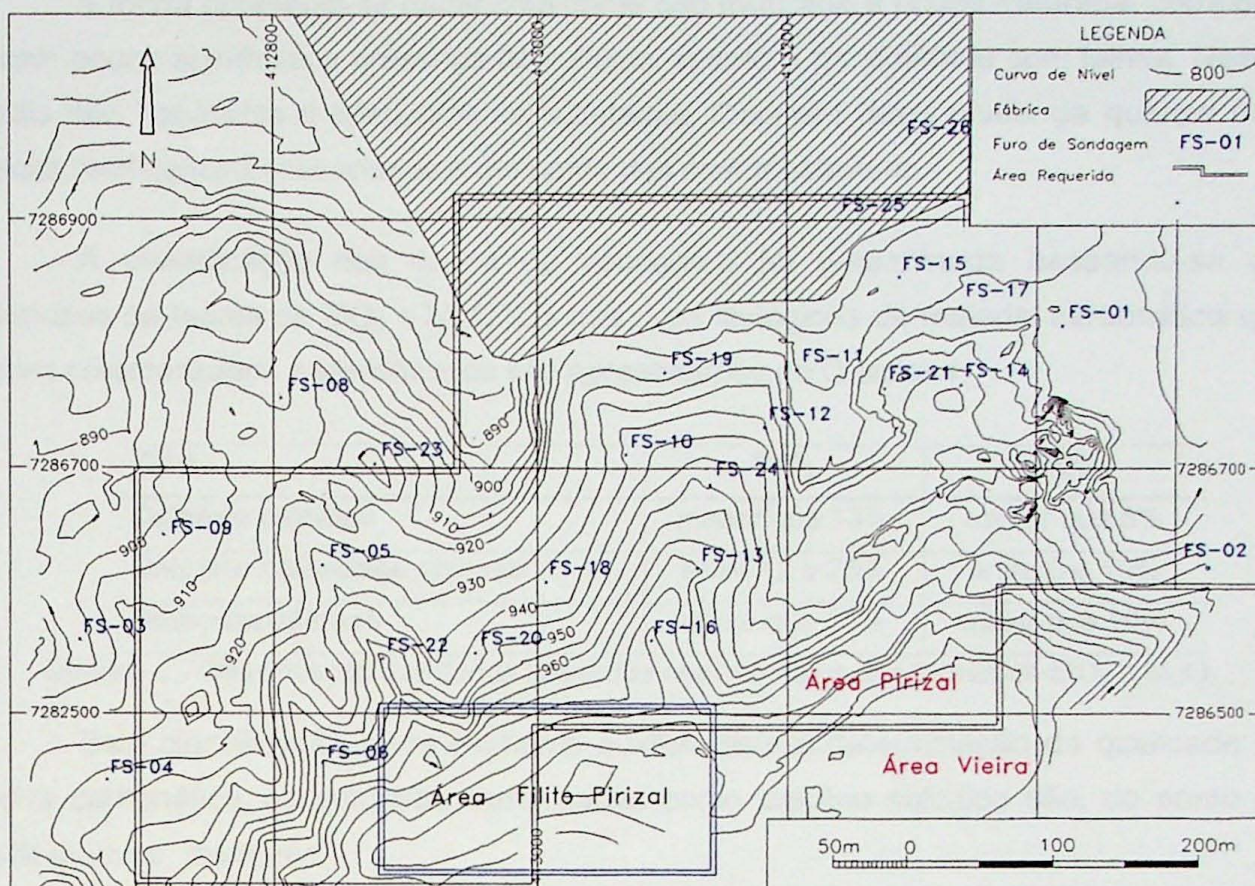 LEGENDA
Curva de Nível 800
Fábrica
Furo de Sondagem FS-01
Área Requerida
N
412800
413000
413200
FS-26
FS-25
7286900
FS-15
FS-17
FS-01
FS-19
FS-11
FS-08
FS-21
FS-14
FS-12
890
890
FS-10
FS-23
7286700
FS-24
7286700
900
910
FS-09
900
920
FS-05
FS-13
FS-02
910
930
FS-18
940
FS-03
920
FS-22
FS-20
950
FS-16
960
Área Pirizal
7282500
7286500
FS-06
FS-04
Área Vieira
Área Filito Pirizal
50m 0 100 200m